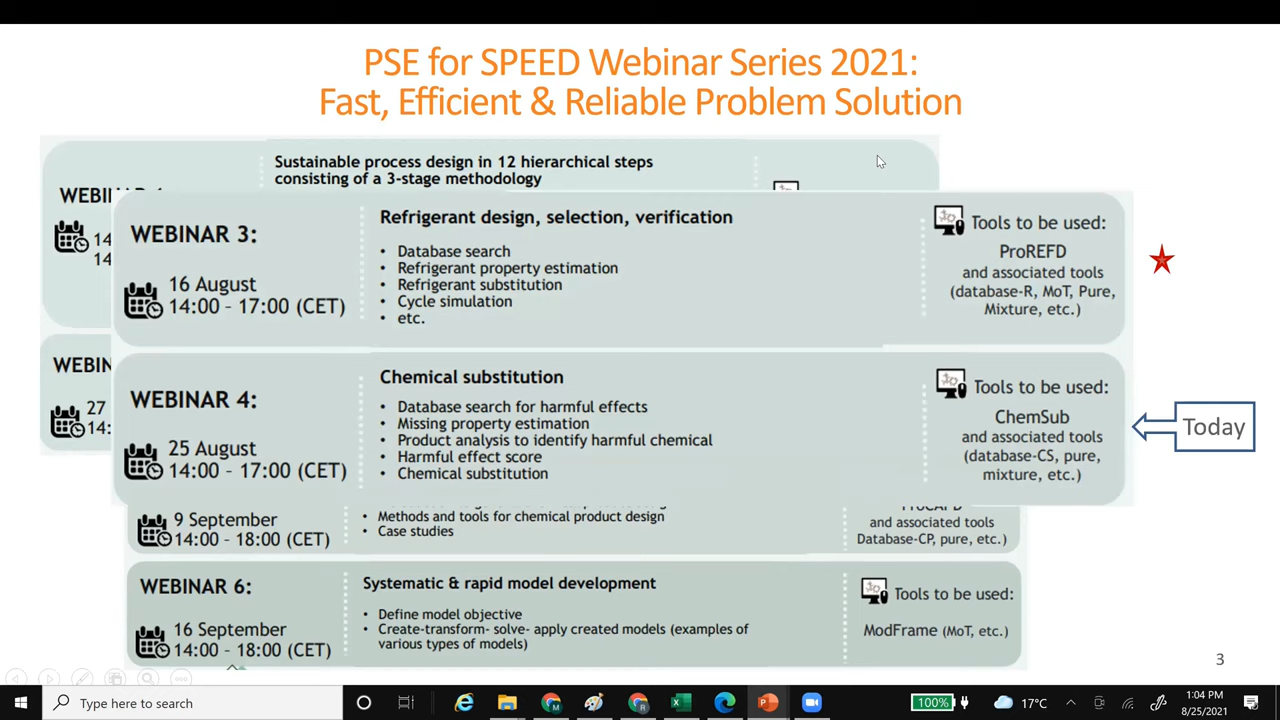 PSE for SPEED Webinar Series 2021:
Fast, Efficient & Reliable Problem Solution
Sustainable process design in 12 hierarchical steps
consisting of a 3-stage methodology
WEBINAR 3:
16 August
14:00 - 17:00 (CET)
Refrigerant design, selection, verification
• Database search
• Refrigerant property estimation
• Refrigerant substitution
• Cycle simulation
• etc.
Tools to be used:
ProREFD
and associated tools
(database-R, MoT, Pure,
Mixture, etc.)
27
14:
WEBINAR 4:
25 August
14:00 - 17:00 (CET)
Chemical substitution
• Database search for harmful effects
• Missing property estimation
• Product analysis to identify harmful chemical
• Harmful effect score
• Chemical substitution
Tools to be used:
ChemSub
and associated tools
(database-CS, pure,
mixture, etc.)
Today
9 September
14:00 - 18:00 (CET)
• Methods and tools for chemical product design
• Case studies
and associated tools
Database-CP, pure, etc.)
WEBINAR 6:
16 September
14:00 - 18:00 (CET)
Systematic & rapid model development
• Define model objective
• Create-transform- solve- apply created models (examples of
various types of models)
Tools to be used:
ModFrame (MoT, etc.)
3
Type here to search
100%
17°C
1:04 PM
8/25/2021